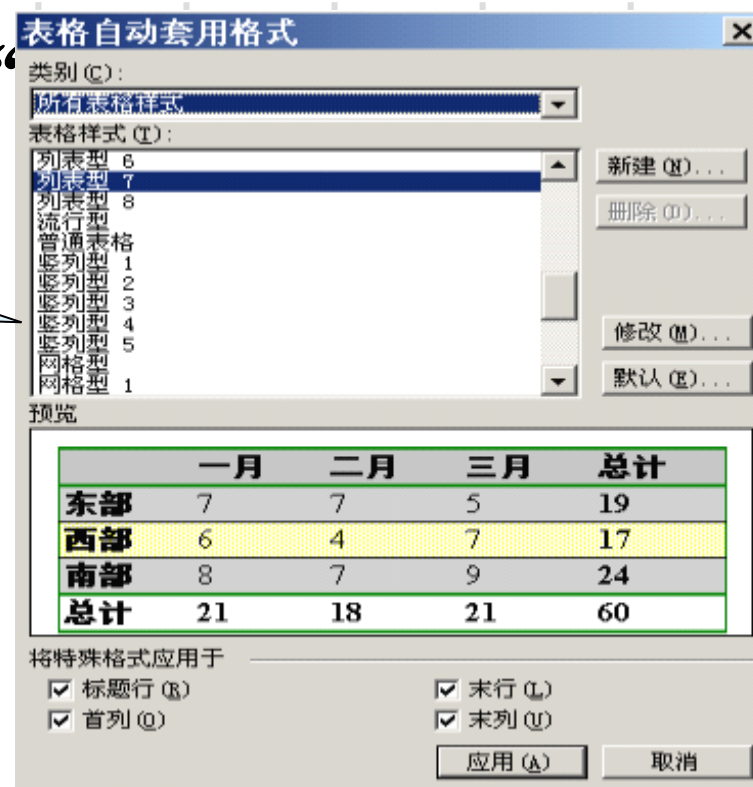 表格自动套用格式
“
类别(C):
所有表格样式
表格样式(T):
列表型 6
列表型 7
列表型 8
流行型
普通表格
竖列型 1
竖列型 2
竖列型 3
竖列型 4
竖列型 5
网格型
网格型 1
新建(N)...
删除(D)...
修改(M)...
默认(E)...
预览
一月 二月 三月 总计
东部 7 7 5 19
西部 6 4 7 17
南部 8 7 9 24
总计 21 18 21 60
将特殊格式应用于
标题行(R) 末行(L)
首列(O) 末列(U)
应用(A) 取消